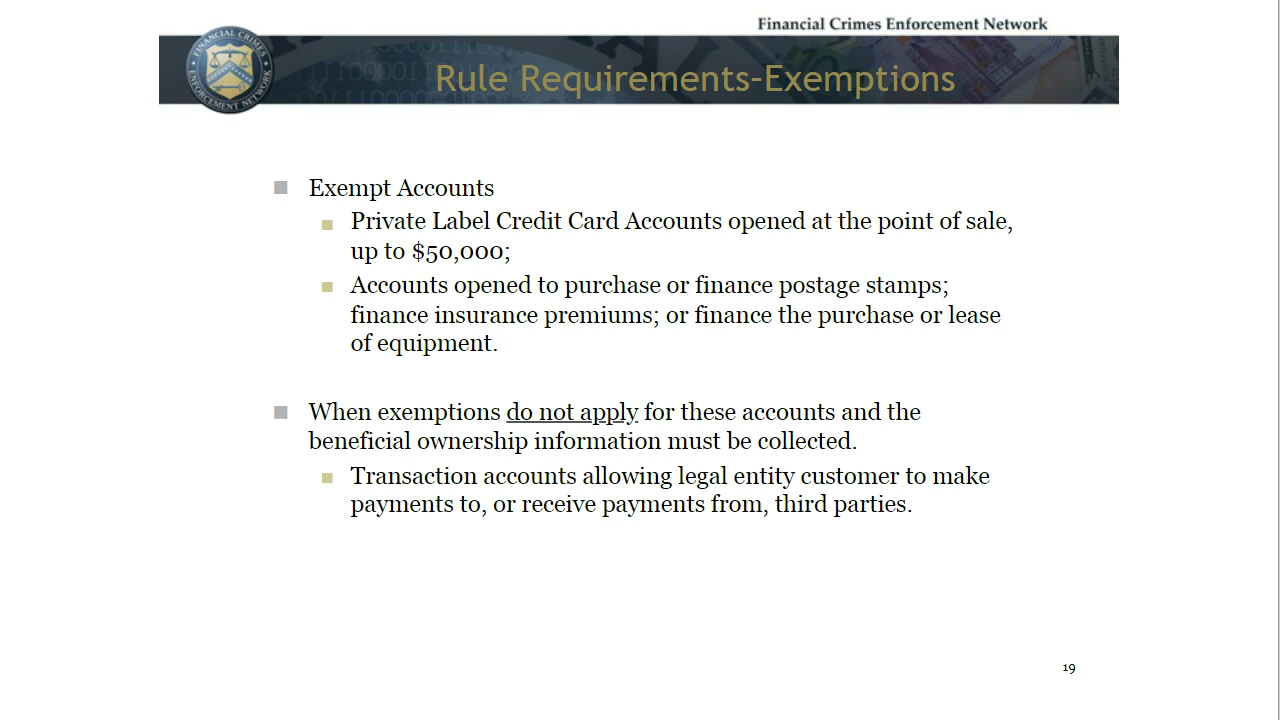 Financial Crimes Enforcement Network
FINANCIAL CRIMES
ENFORCEMENT NETWORK
Rule Requirements-Exemptions
Exempt Accounts
Private Label Credit Card Accounts opened at the point of sale,
up to $50,000;
Accounts opened to purchase or finance postage stamps;
finance insurance premiums; or finance the purchase or lease
of equipment.
When exemptions do not apply for these accounts and the
beneficial ownership information must be collected.
Transaction accounts allowing legal entity customer to make
payments to, or receive payments from, third parties.
19